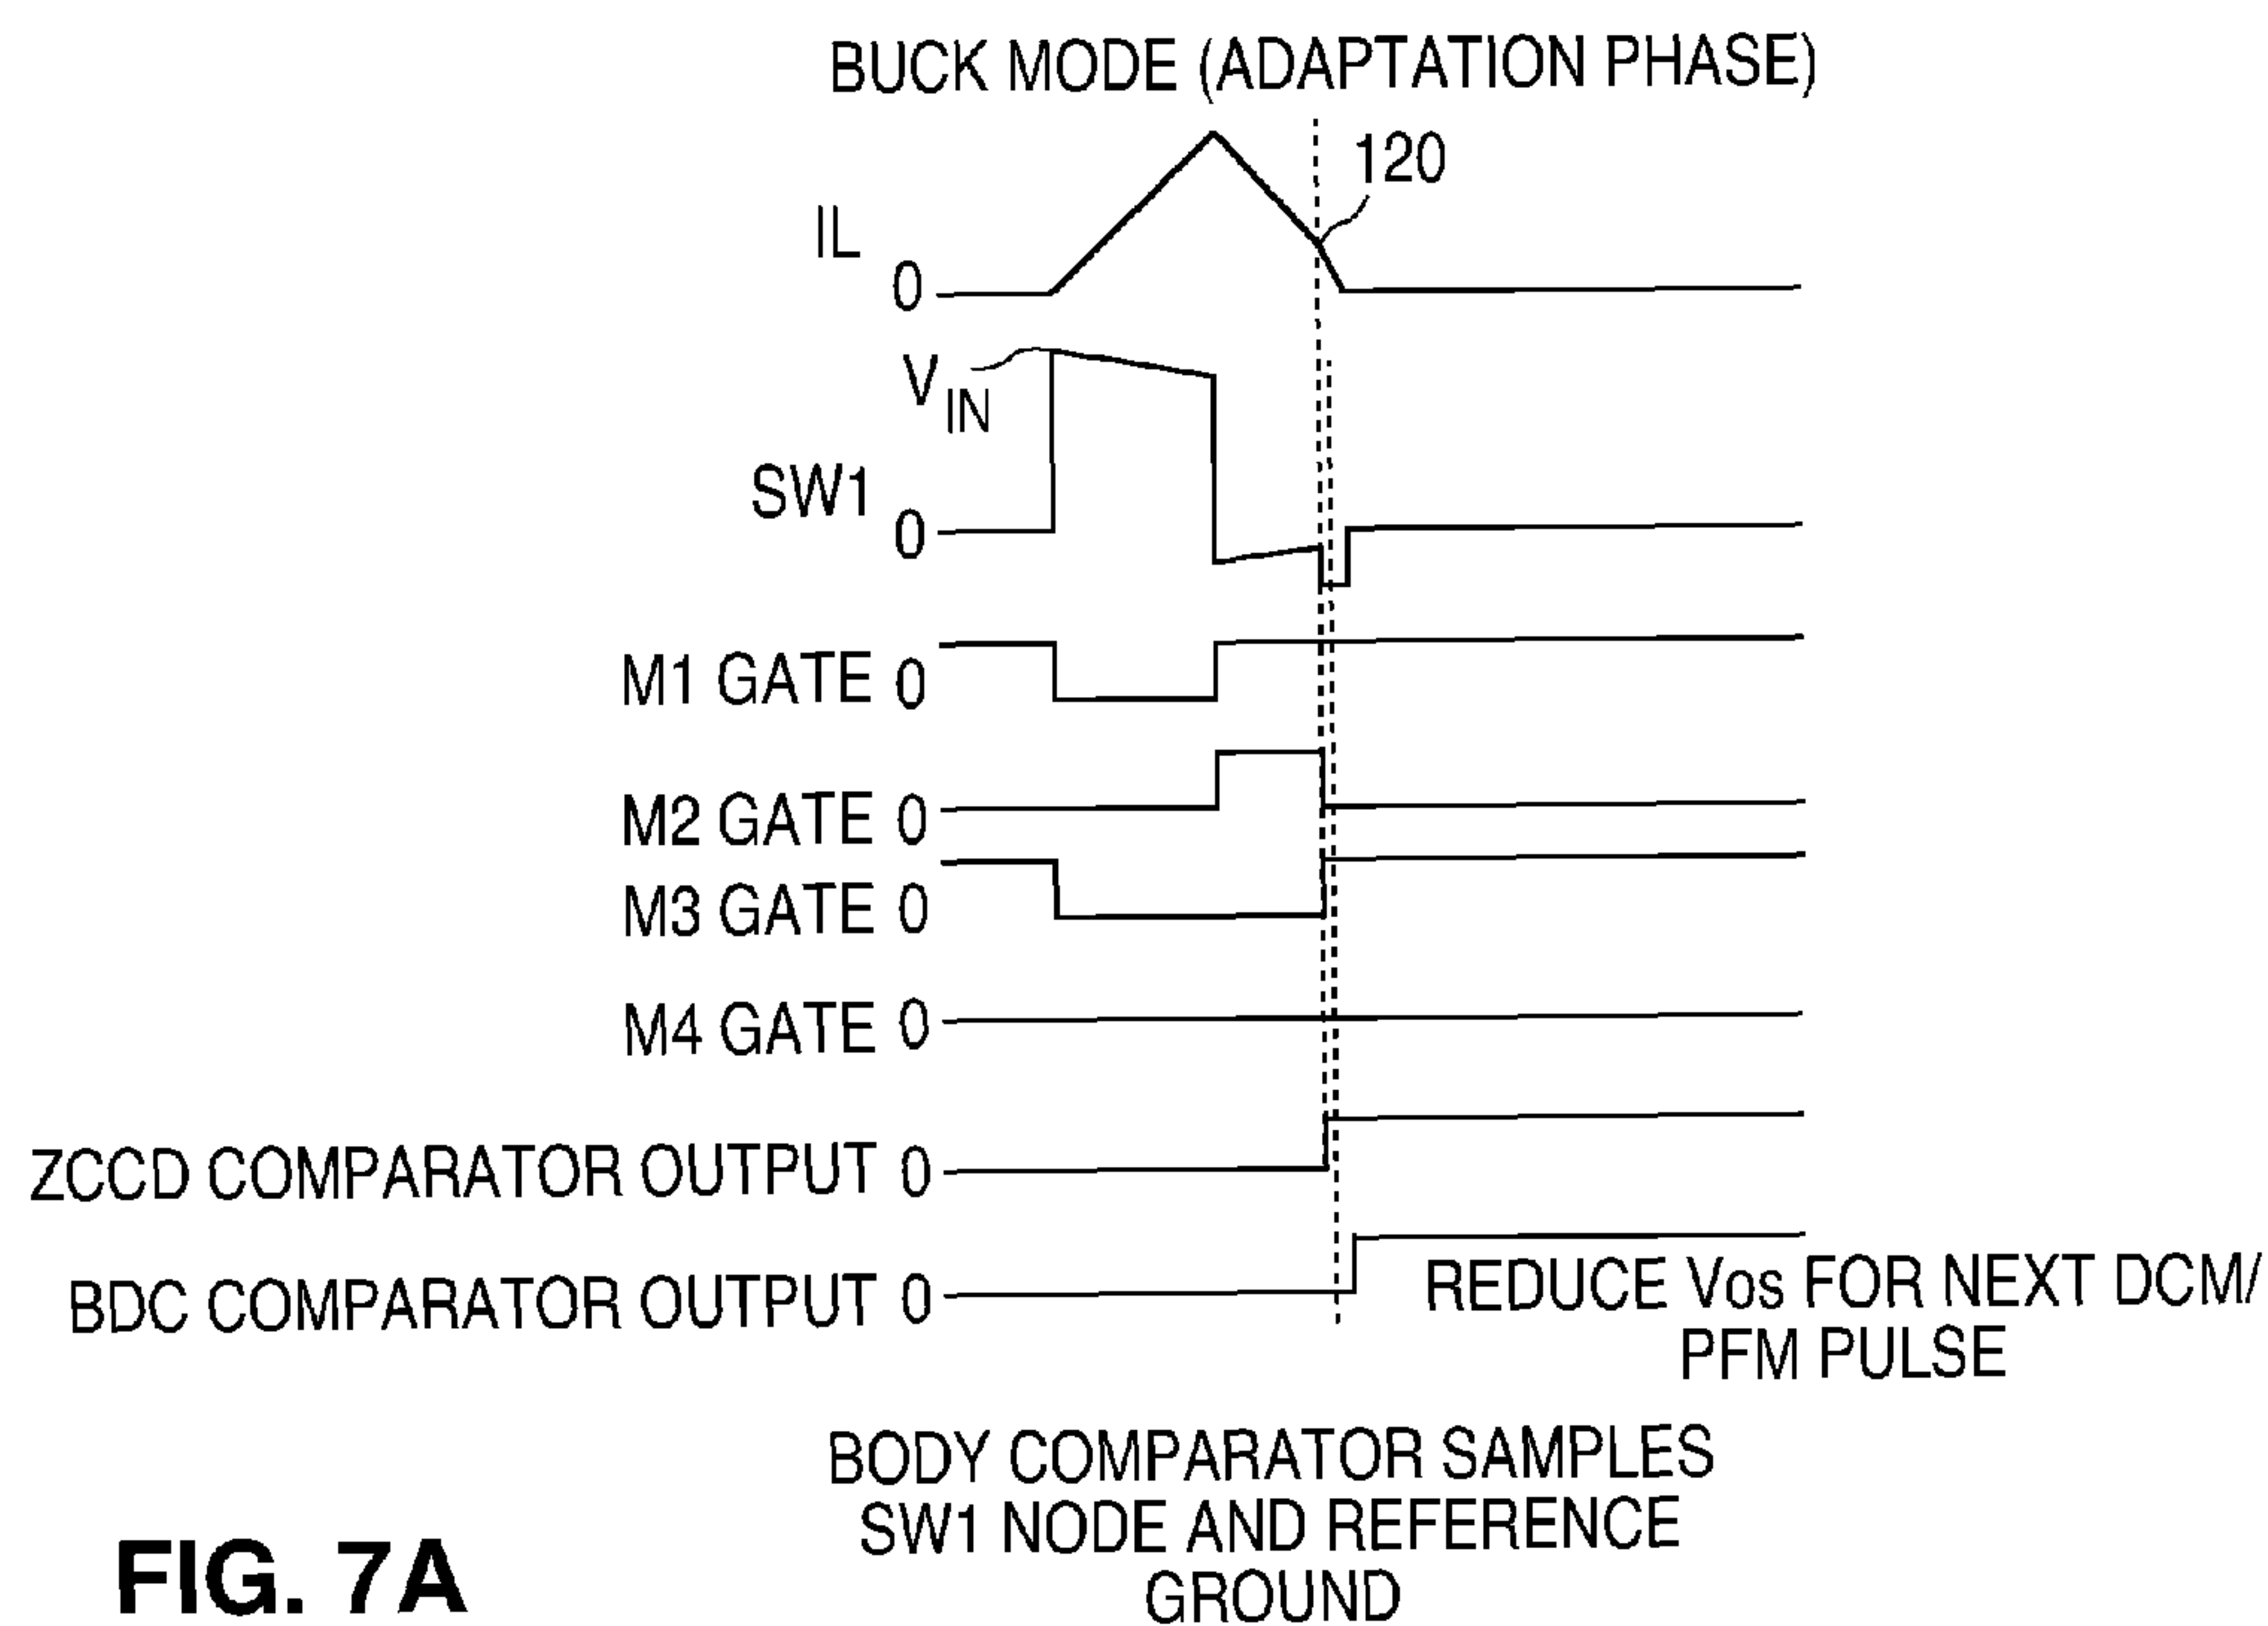 BUCK MODE (ADAPTATION PHASE)
120
IL 0
VIN
SW1 0
M1 GATE 0
M2 GATE 0
M3 GATE 0
M4 GATE 0
ZCCD COMPARATOR OUTPUT 0
BDC COMPARATOR OUTPUT 0
REDUCE VOS FOR NEXT DCM/
PFM PULSE
BODY COMPARATOR SAMPLES
SW1 NODE AND REFERENCE
GROUND
FIG. 7A